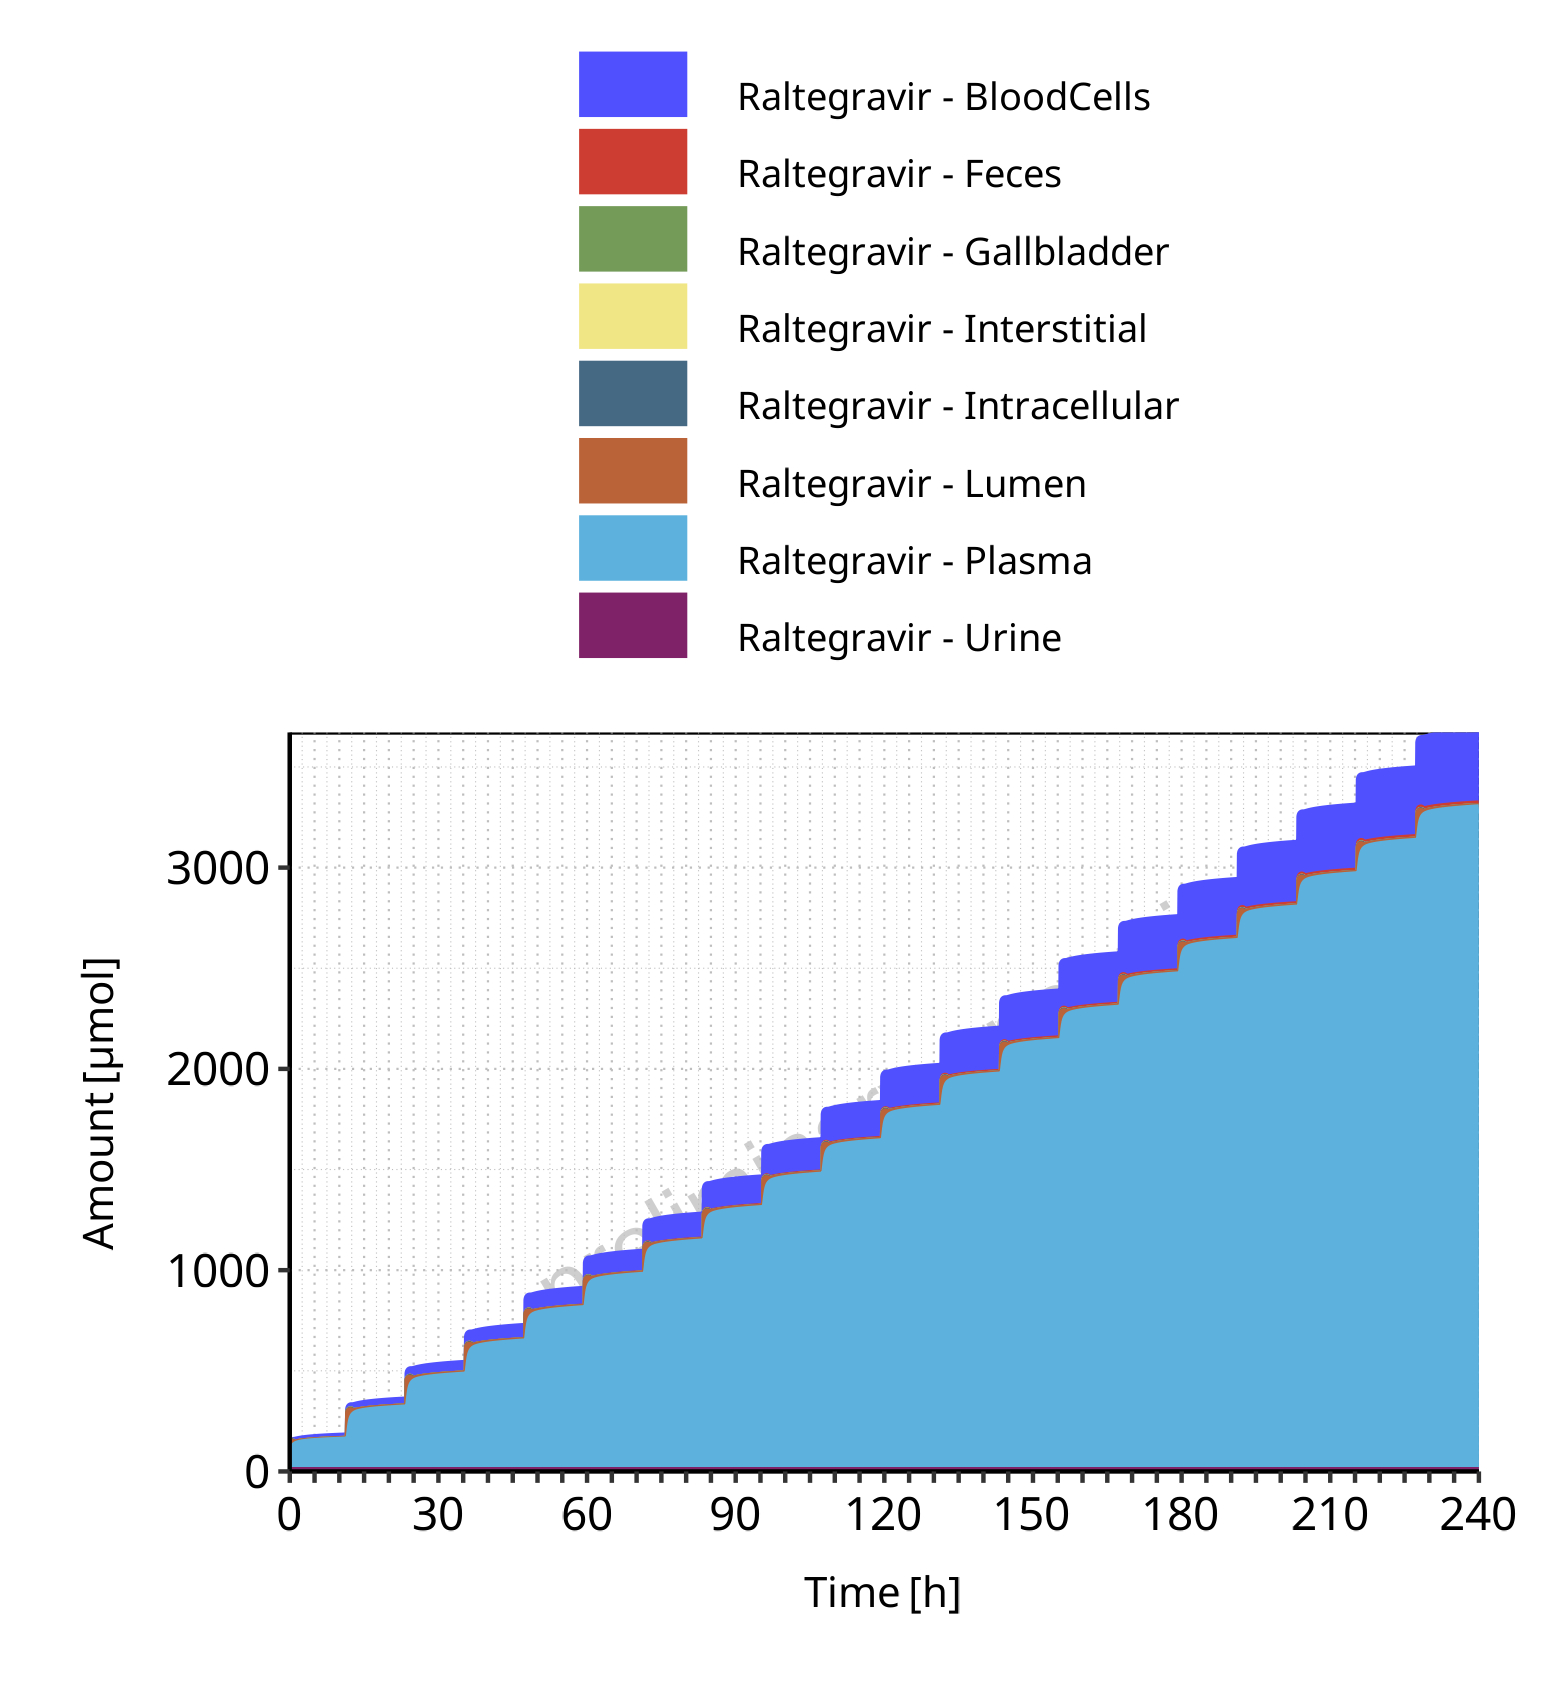 Raltegravir - BloodCells
Raltegravir - Feces
Raltegravir - Gallbladder
Raltegravir - Interstitial
Raltegravir - Intracellular
Raltegravir - Lumen
Raltegravir - Plasma
Raltegravir - Urine
3000
2000
1000
0
Amount [µmol]
0 30 60 90 120 150 180 210 240
Time [h]